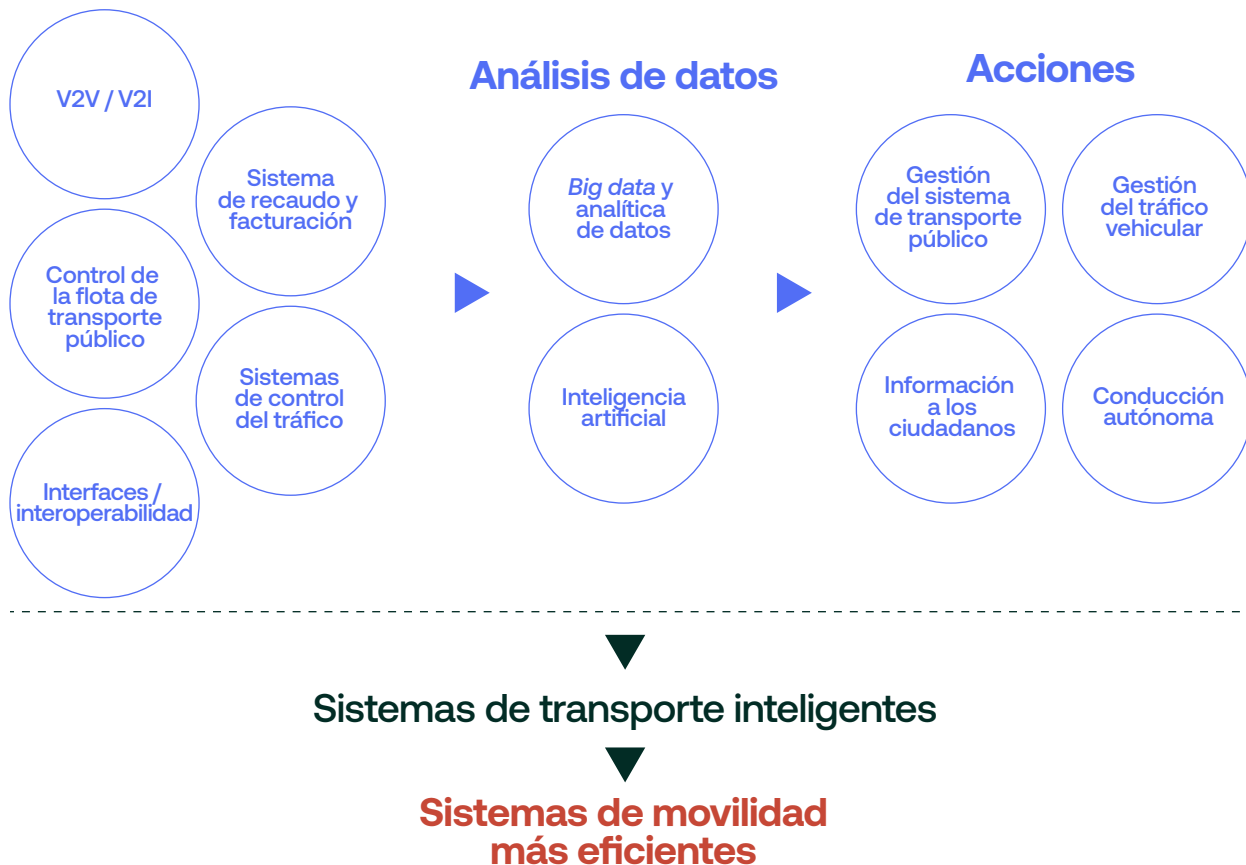 V2V / V2I
Sistema
de recaudo y
facturación
Control de
la flota de
transporte
público
Sistemas
de control
del tráfico
Interfaces /
interoperabilidad
Análisis de datos
Big data y
analítica
de datos
Inteligencia
artificial
Acciones
Gestión
del sistema
de transporte
público
Gestión
del tráfico
vehicular
Información
a los
ciudadanos
Conducción
autónoma
Sistemas de transporte inteligentes
Sistemas de movilidad
más eficientes